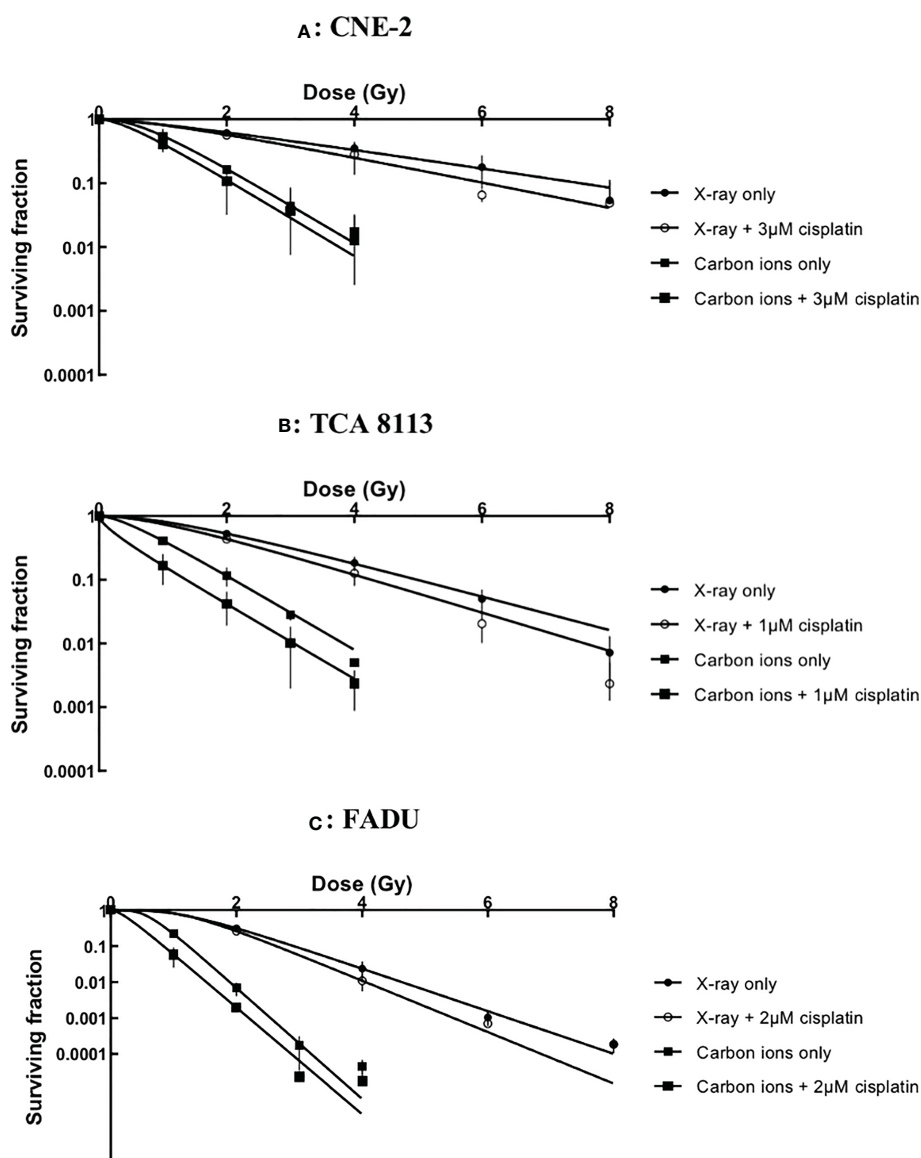 A: CNE-2
Dose (Gy)
0 2 4 6 8
1
0.1
0.01
0.001
0.0001
Surviving fraction
X-ray only
X-ray + 3µM cisplatin
Carbon ions only
Carbon ions + 3µM cisplatin
B: TCA 8113
Dose (Gy)
0 2 4 6 8
1
0.1
0.01
0.001
0.0001
Surviving fraction
X-ray only
X-ray + 1µM cisplatin
Carbon ions only
Carbon ions + 1µM cisplatin
C: FADU
Dose (Gy)
0 2 4 6 8
1
0.1
0.01
0.001
0.0001
Surviving fraction
X-ray only
X-ray + 2µM cisplatin
Carbon ions only
Carbon ions + 2µM cisplatin